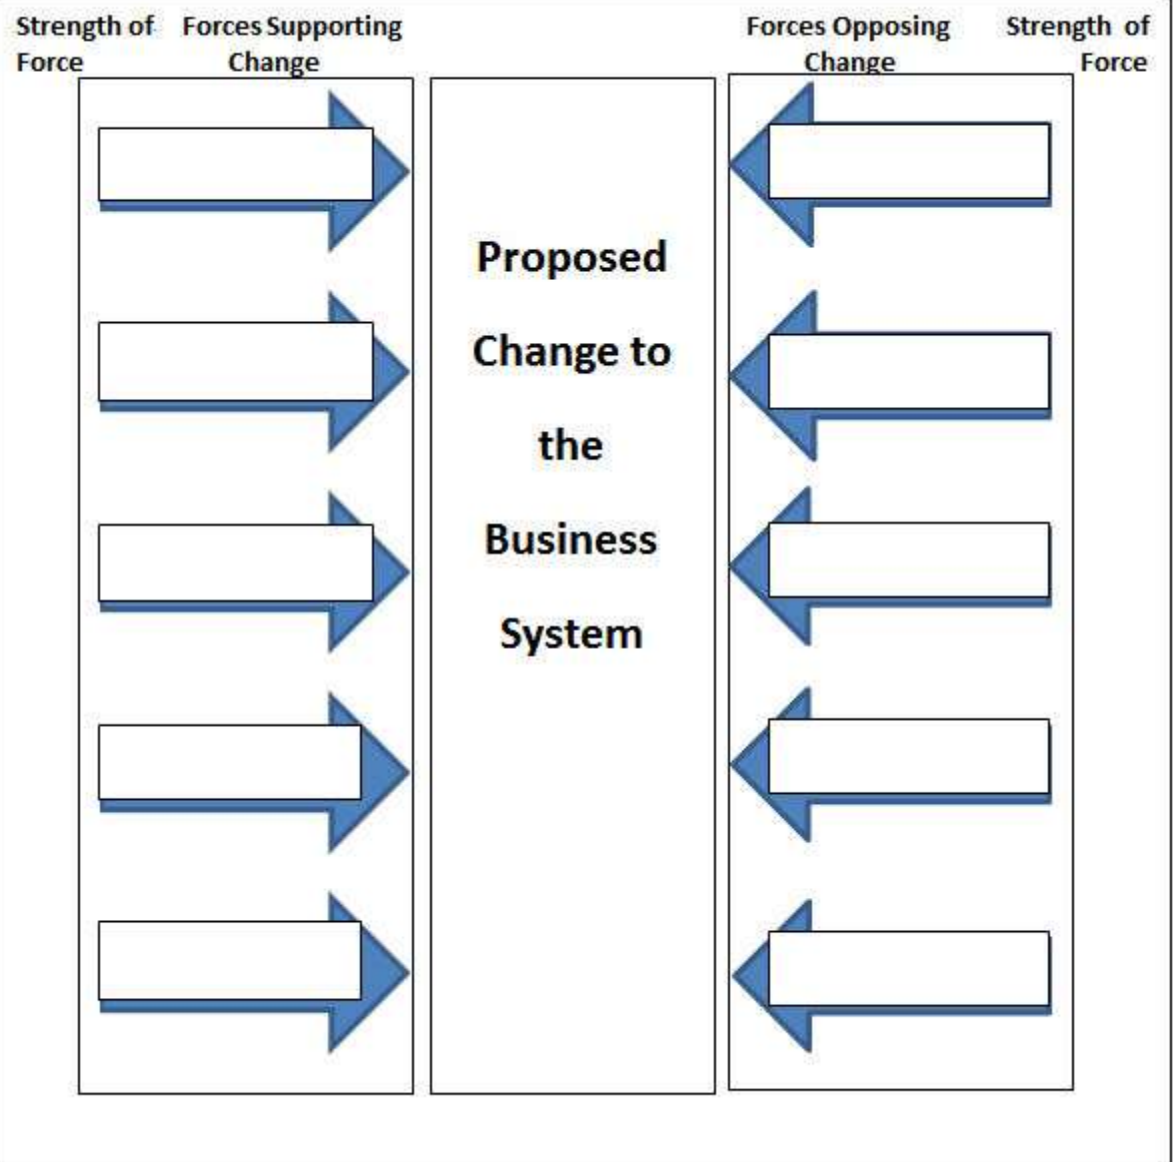 Strength of Force
Forces Supporting Change
Forces Opposing Change
Strength of Force
Proposed
Change to
the
Business
System